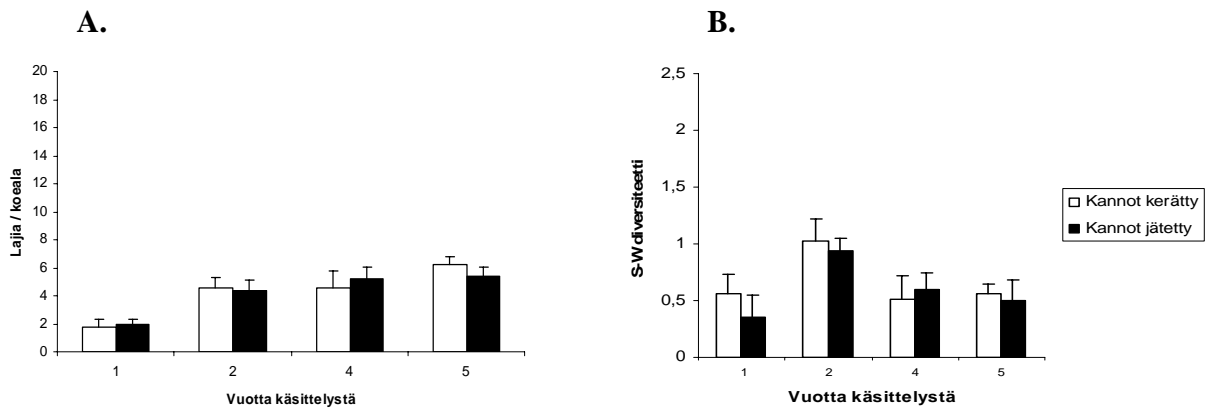 A.
20
18
16
14
12
10
8
6
4
2
0
Lajia / koeala
1 2 4 5
Vuotta käsittelystä
B.
2,5
2
1,5
1
0,5
0
S-W diversiteetti
1 2 4 5
Vuotta käsittelystä
Kannot kerätty
Kannot jätetty